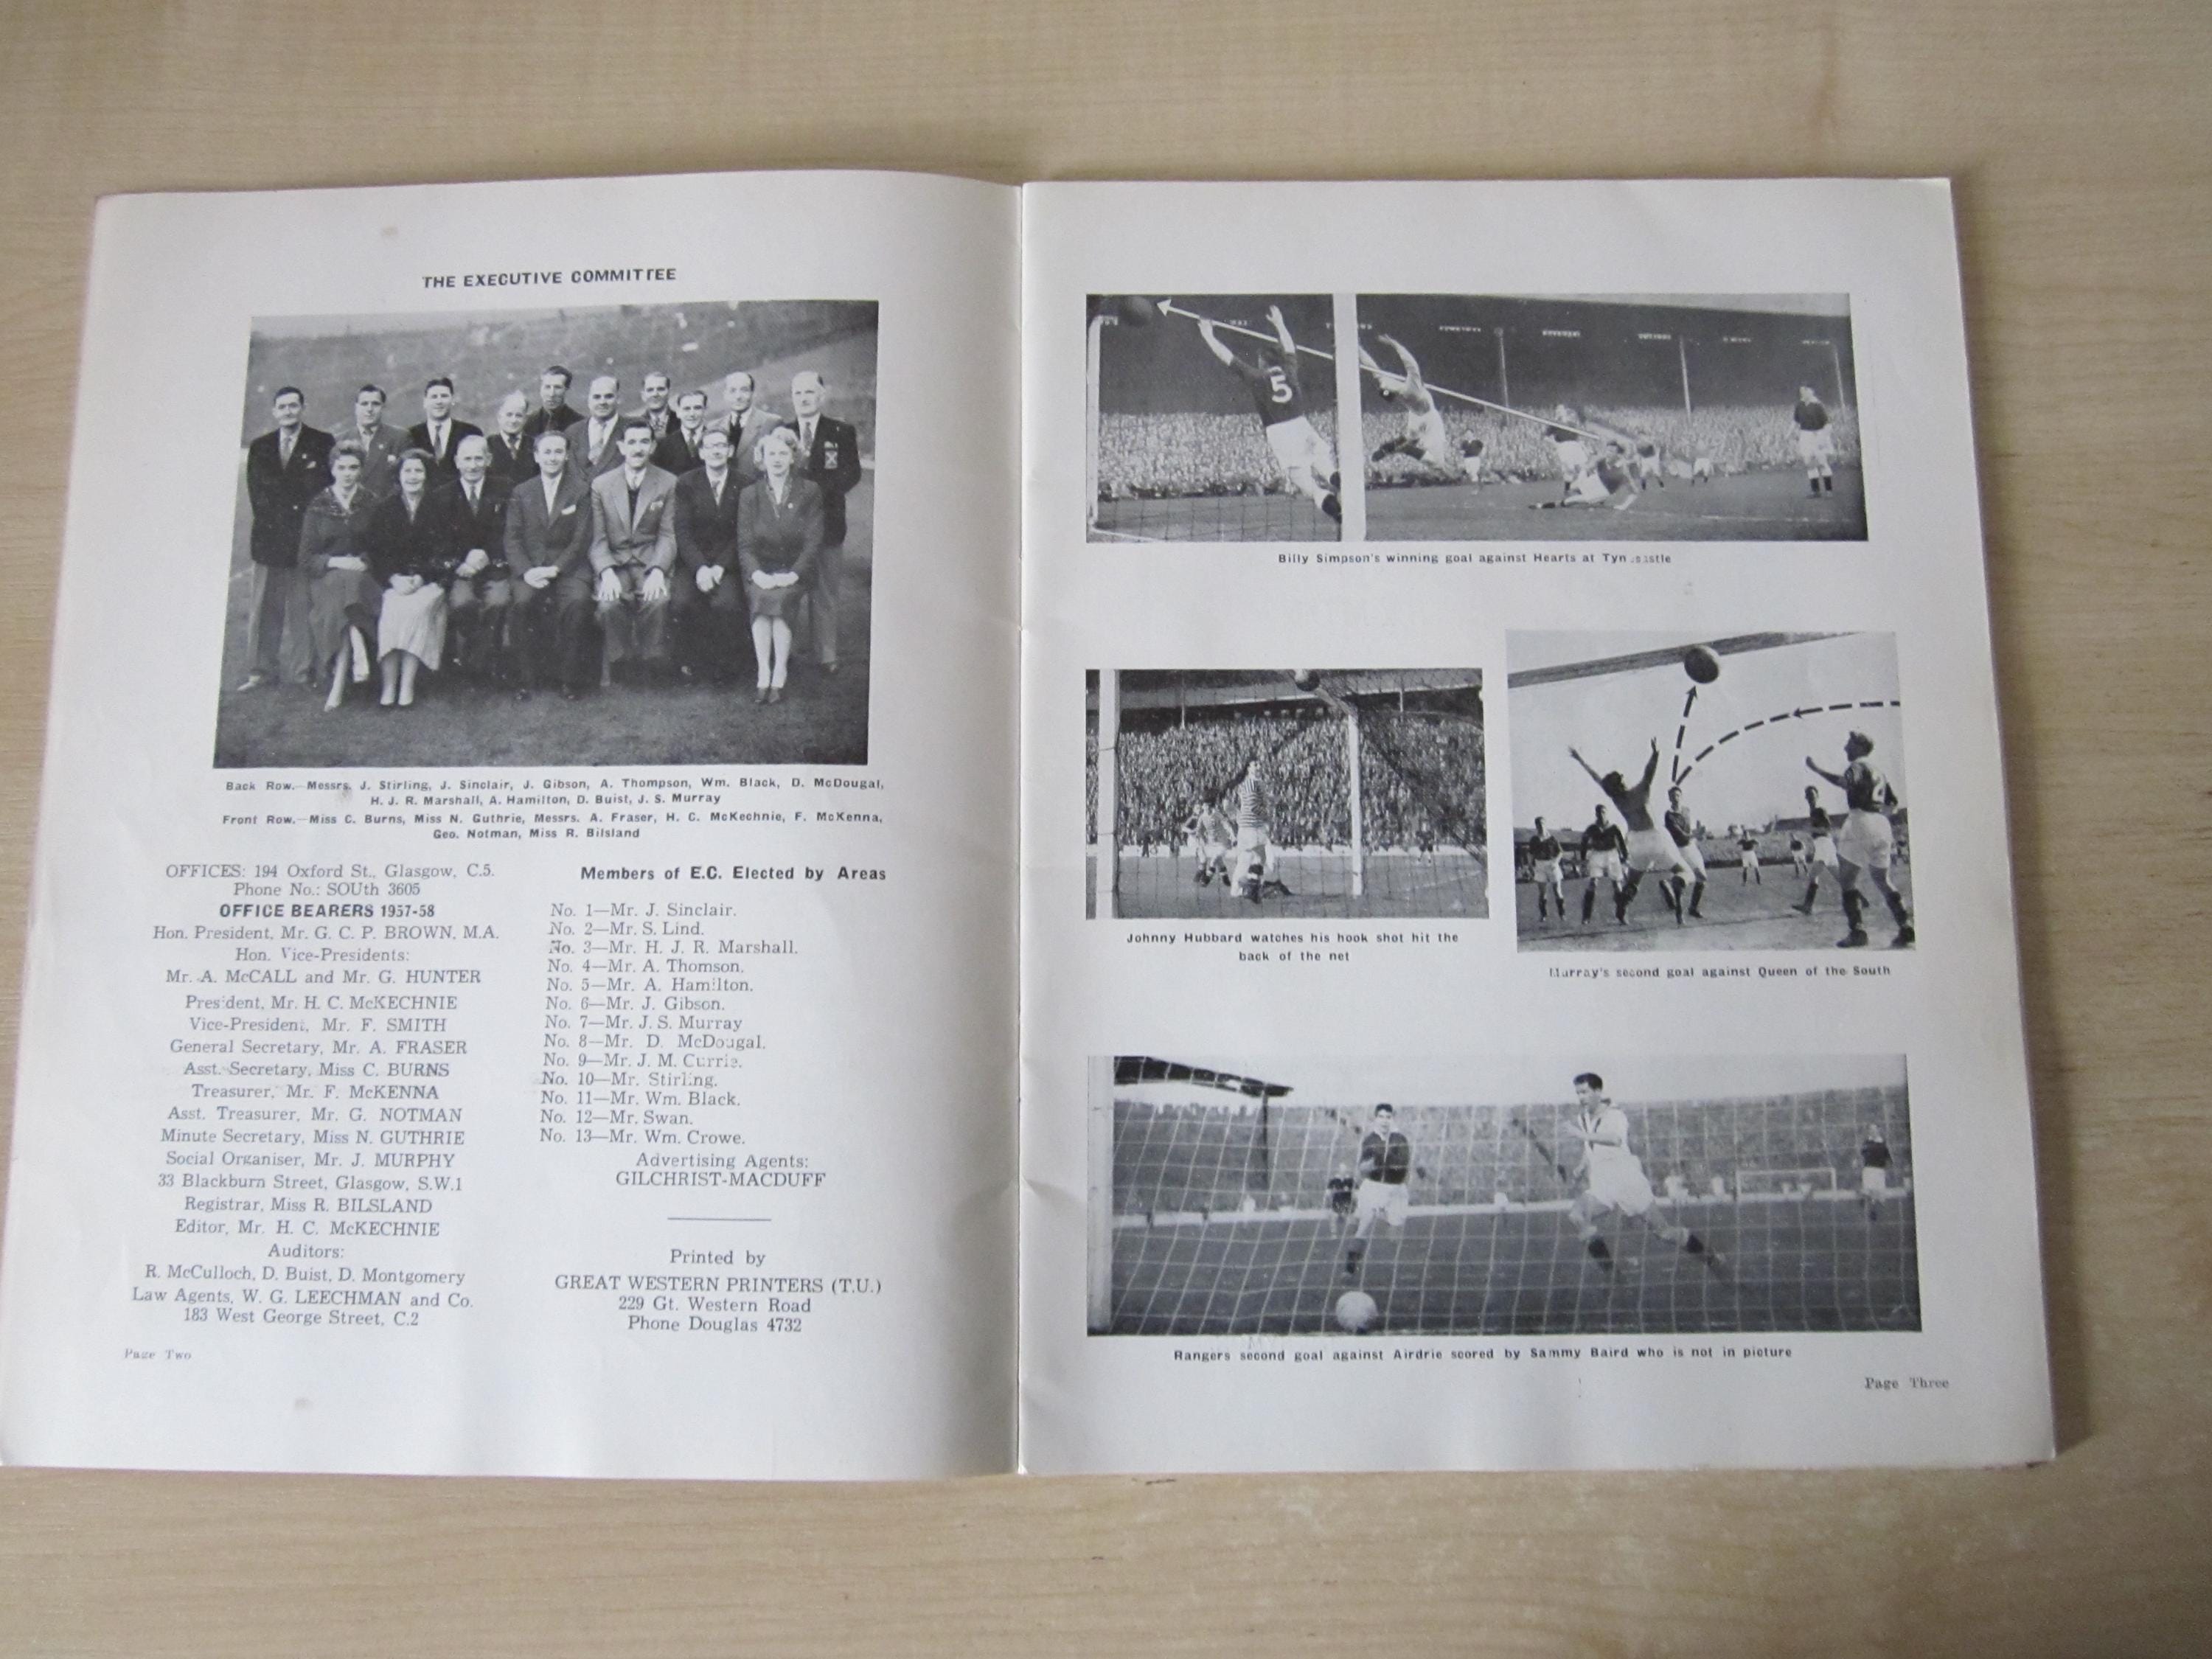 THE EXECUTIVE COMMITTEE
Back Row.—Messrs. J. Stirling, J. Sinclair, J. Gibson, A. Thompson, Wm. Black, D. McDougal,
H. J. R. Marshall, A. Hamilton, D. Buist, J. S. Murray
Front Row.—Miss C. Burns, Miss N. Guthrie, Messrs. A. Fraser, H. C. McKechnie, F. McKenna,
Geo. Notman, Miss R. Bilsland
OFFICES: 194 Oxford St., Glasgow, C.5.
Phone No.: SOUth 3605
OFFICE BEARERS 1957-58
Hon. President, Mr. G. C. P. BROWN, M.A.
Hon. Vice-Presidents:
Mr. A. McCALL and Mr. G. HUNTER
President, Mr. H. C. McKECHNIE
Vice-President, Mr. F. SMITH
General Secretary, Mr. A. FRASER
Asst. Secretary, Miss C. BURNS
Treasurer, Mr. F. McKENNA
Asst. Treasurer, Mr. G. NOTMAN
Minute Secretary, Miss N. GUTHRIE
Social Organiser, Mr. J. MURPHY
33 Blackburn Street, Glasgow, S.W.1
Registrar, Miss R. BILSLAND
Editor, Mr. H. C. McKECHNIE
Auditors:
R. McCulloch, D. Buist, D. Montgomery
Law Agents, W. G. LEECHMAN and Co.
183 West George Street, C.2
Page Two
Members of E.C. Elected by Areas
No. 1—Mr. J. Sinclair.
No. 2—Mr. S. Lind.
No. 3—Mr. H. J. R. Marshall.
No. 4—Mr. A. Thomson.
No. 5—Mr. A. Hamilton.
No. 6—Mr. J. Gibson.
No. 7—Mr. J. S. Murray
No. 8—Mr. D. McDougal.
No. 9—Mr. J. M. Currie.
No. 10—Mr. Stirling.
No. 11—Mr. Wm. Black.
No. 12—Mr. Swan.
No. 13—Mr. Wm. Crowe.
Advertising Agents:
GILCHRIST-MACDUFF
Printed by
GREAT WESTERN PRINTERS (T.U.)
229 Gt. Western Road
Phone Douglas 4732
5
Billy Simpson's winning goal against Hearts at Tynecastle
Johnny Hubbard watches his hook shot hit the
back of the net
Murray's second goal against Queen of the South
Rangers second goal against Airdrie scored by Sammy Baird who is not in picture
Page Three